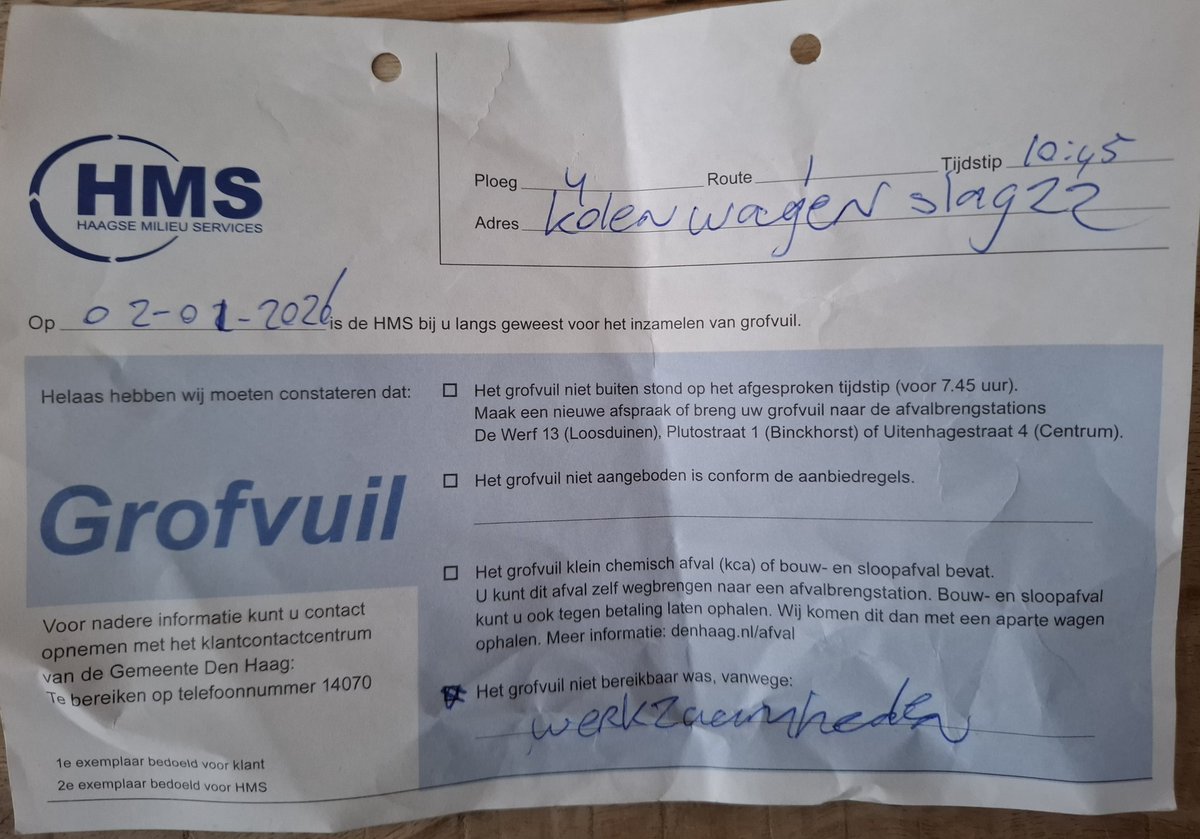 HMS
HAAGSE MILIEU SERVICES
Ploeg 4 Route 1 Tijdstip 10:45
Adres kolenwagenslag 22
Op 02-01-2026 is de HMS bij u langs geweest voor het inzamelen van grofvuil.
Helaas hebben wij moeten constateren dat:
Grofvuil
Het grofvuil niet buiten stond op het afgesproken tijdstip (voor 7.45 uur).
Maak een nieuwe afspraak of breng uw grofvuil naar de afvalbrengstations
De Werf 13 (Loosduinen), Plutostraat 1 (Binckhorst) of Uitenhagestraat 4 (Centrum).
Het grofvuil niet aangeboden is conform de aanbiedregels.
Het grofvuil klein chemisch afval (kca) of bouw- en sloopafval bevat.
U kunt dit afval zelf wegbrengen naar een afvalbrengstation. Bouw- en sloopafval
kunt u ook tegen betaling laten ophalen. Wij komen dit dan met een aparte wagen
ophalen. Meer informatie: denhaag.nl/afval
Het grofvuil niet bereikbaar was, vanwege:
werkzaamheden
Voor nadere informatie kunt u contact
opnemen met het klantcontactcentrum
van de Gemeente Den Haag:
Te bereiken op telefoonnummer 14070
1e exemplaar bedoeld voor klant
2e exemplaar bedoeld voor HMS